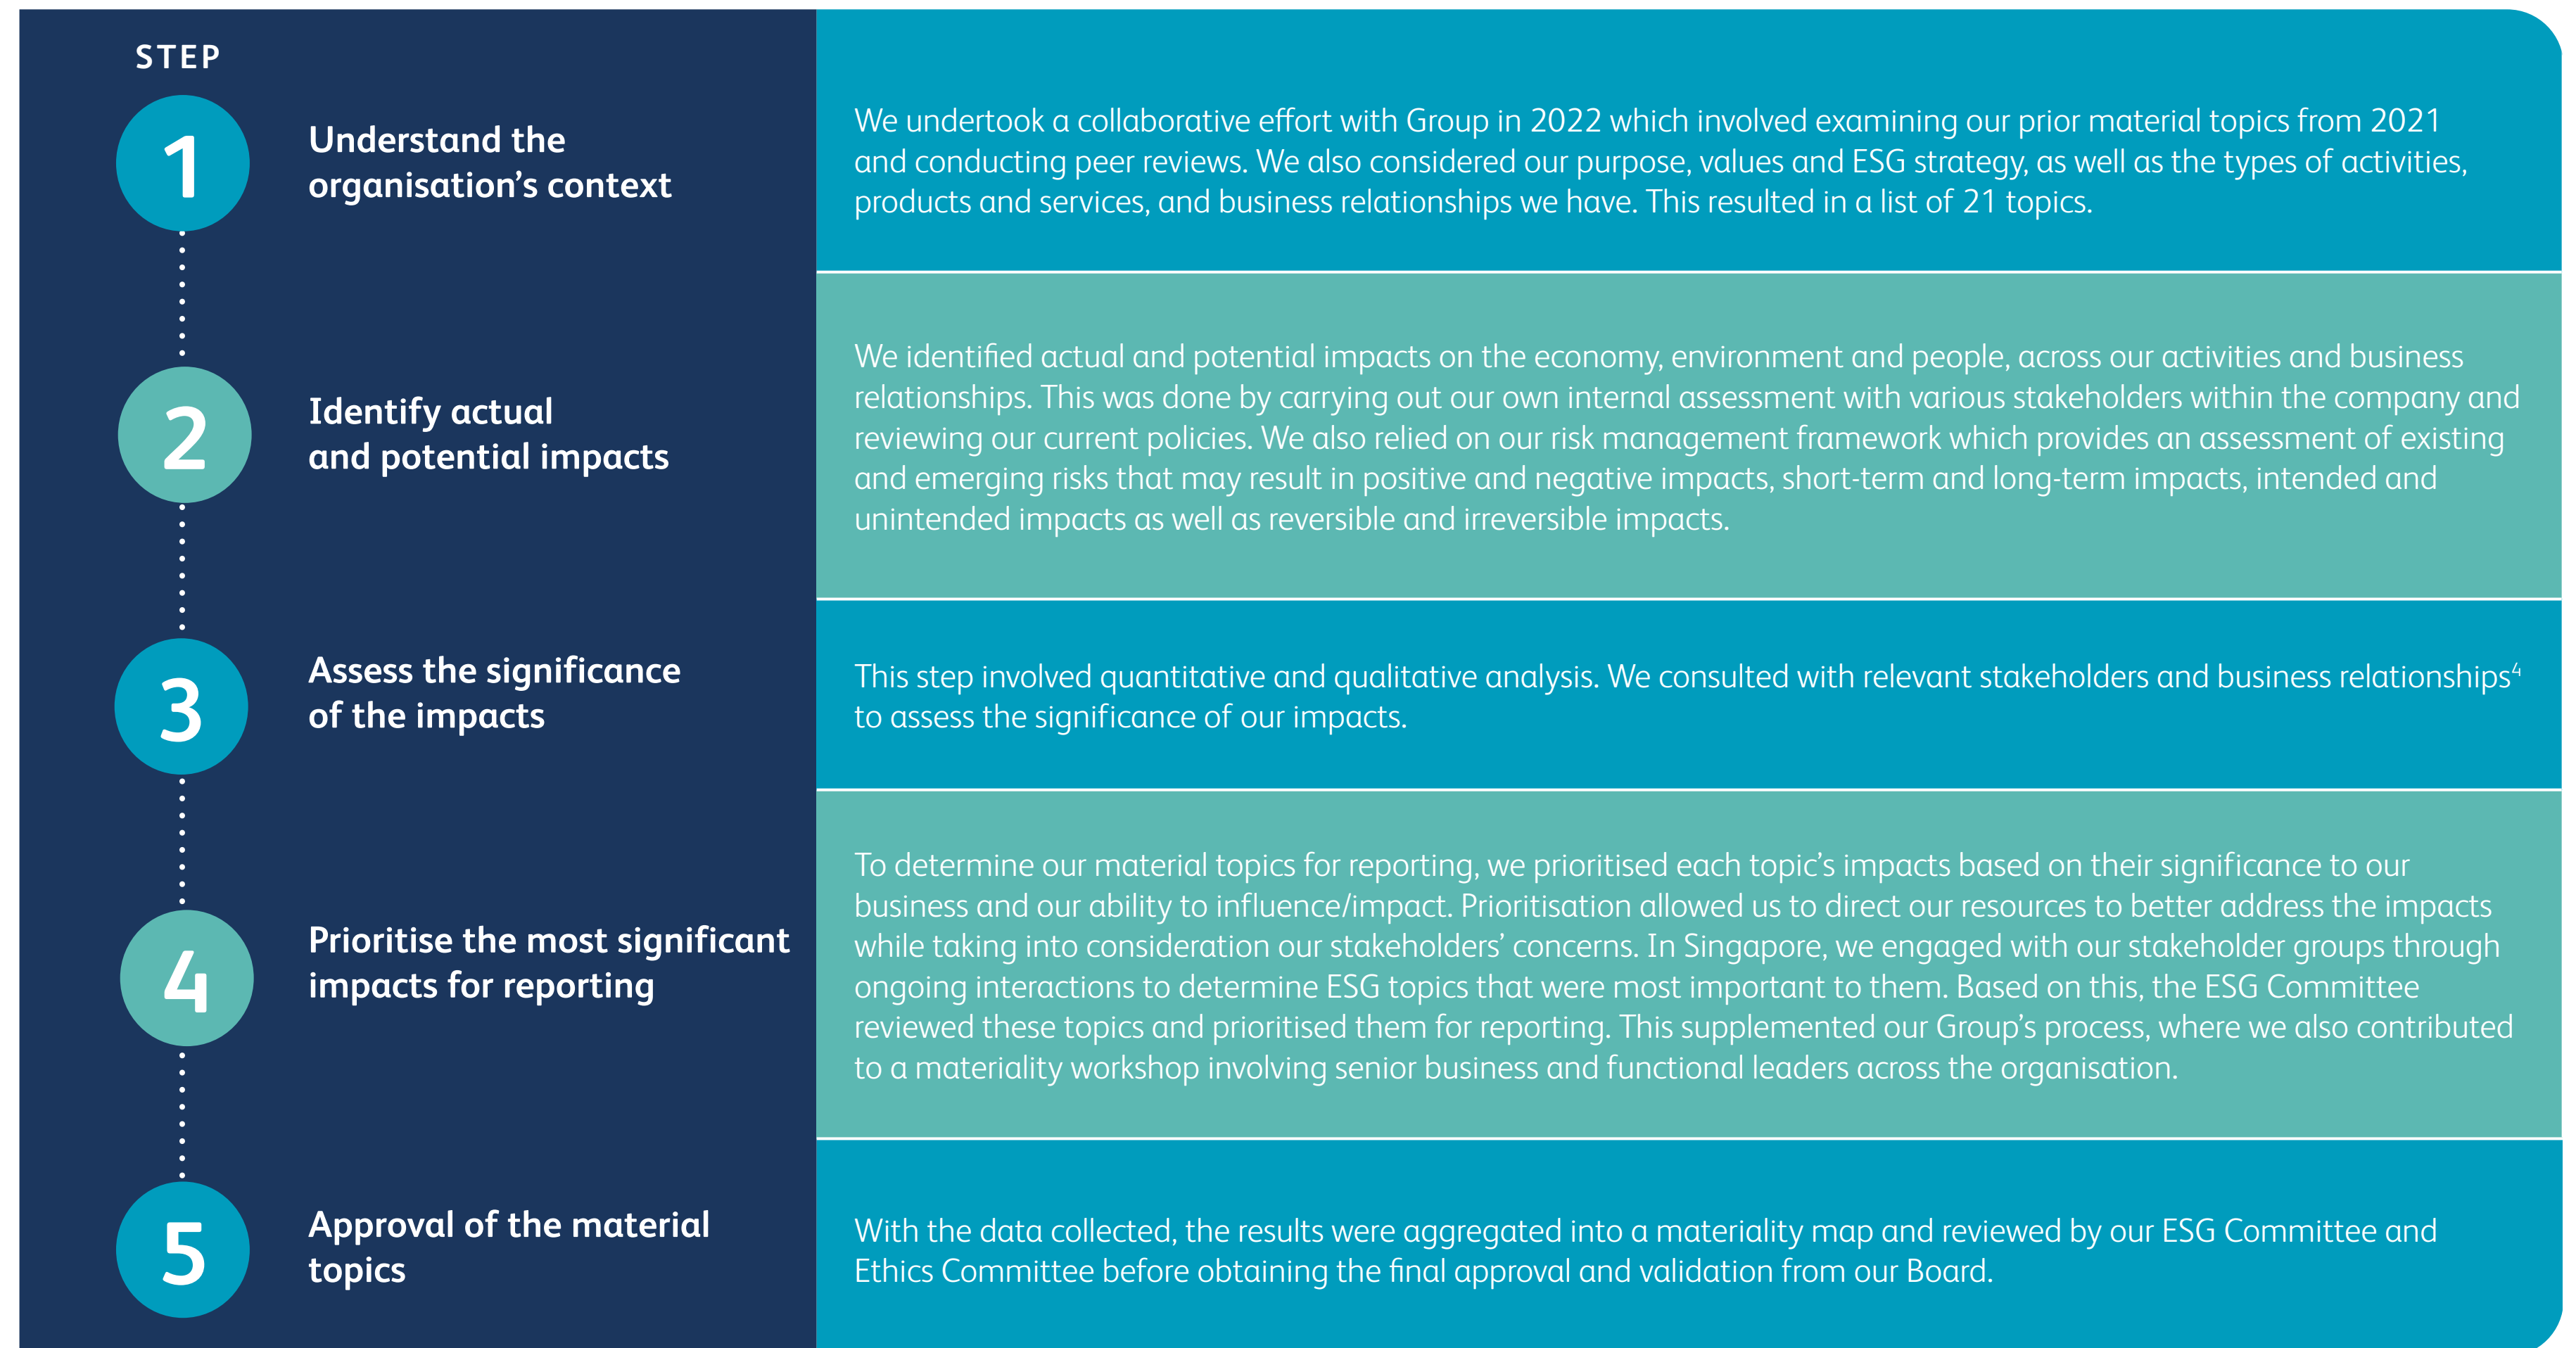 STEP
1
Understand the
organisation's context
We undertook a collaborative effort with Group in 2022 which involved examining our prior material topics from 2021
and conducting peer reviews. We also considered our purpose, values and ESG strategy, as well as the types of activities,
products and services, and business relationships we have. This resulted in a list of 21 topics.
2
Identify actual
and potential impacts
We identified actual and potential impacts on the economy, environment and people, across our activities and business
relationships. This was done by carrying out our own internal assessment with various stakeholders within the company and
reviewing our current policies. We also relied on our risk management framework which provides an assessment of existing
and emerging risks that may result in positive and negative impacts, short-term and long-term impacts, intended and
unintended impacts as well as reversible and irreversible impacts.
3
Assess the significance
of the impacts
This step involved quantitative and qualitative analysis. We consulted with relevant stakeholders and business relationships⁴
to assess the significance of our impacts.
4
Prioritise the most significant
impacts for reporting
To determine our material topics for reporting, we prioritised each topic's impacts based on their significance to our
business and our ability to influence/impact. Prioritisation allowed us to direct our resources to better address the impacts
while taking into consideration our stakeholders' concerns. In Singapore, we engaged with our stakeholder groups through
ongoing interactions to determine ESG topics that were most important to them. Based on this, the ESG Committee
reviewed these topics and prioritised them for reporting. This supplemented our Group's process, where we also contributed
to a materiality workshop involving senior business and functional leaders across the organisation.
5
Approval of the material
topics
With the data collected, the results were aggregated into a materiality map and reviewed by our ESG Committee and
Ethics Committee before obtaining the final approval and validation from our Board.